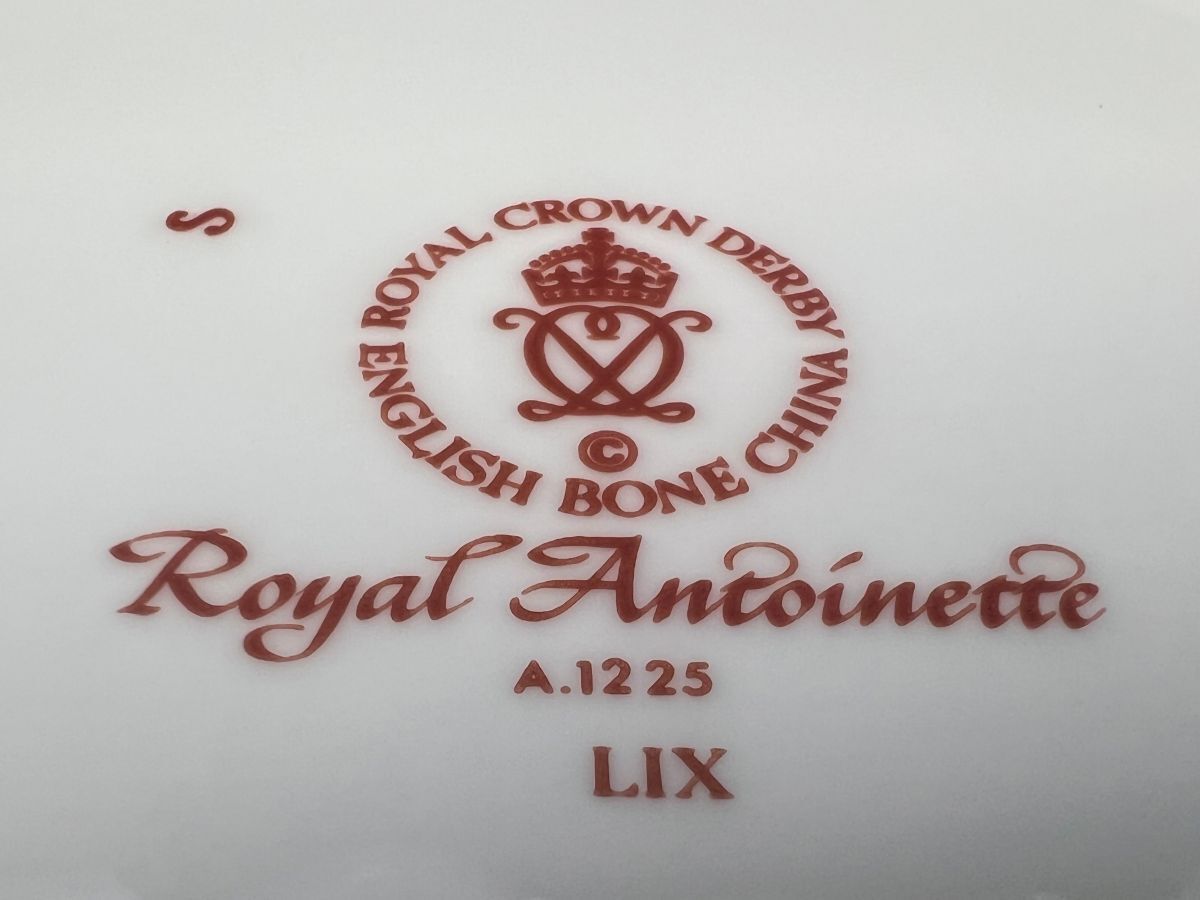 S
ROYAL CROWN DERBY
ENGLISH BONE CHINA
©
Royal Antoinette
A.1225
LIX